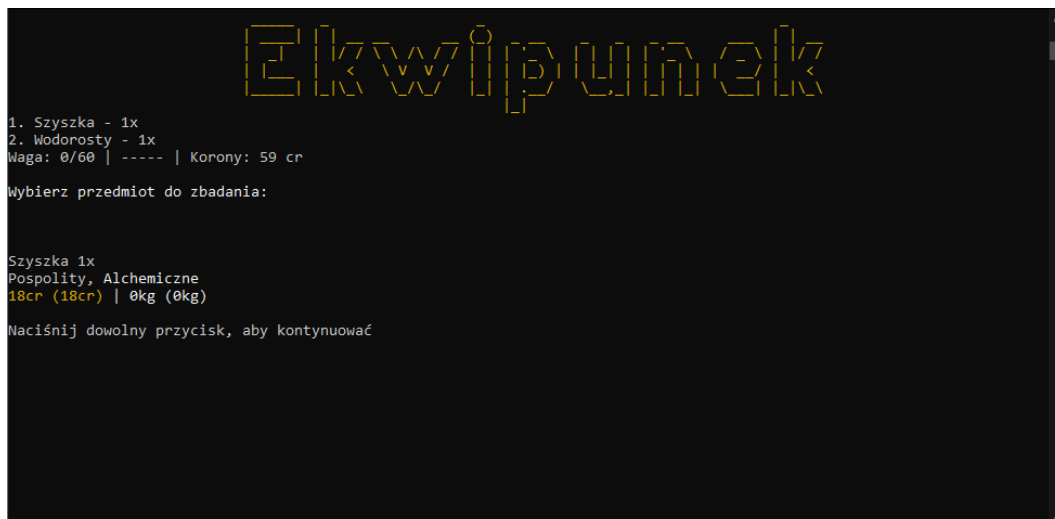 Ekwipunek
1. Szyszka - 1x
2. Wodorosty - 1x
Waga: 0/60 | ----- | Korony: 59 cr
Wybierz przedmiot do zbadania:
Szyszka 1x
Pospolity, Alchemiczne
18cr (18cr) | 0kg (0kg)
Naciśnij dowolny przycisk, aby kontynuować